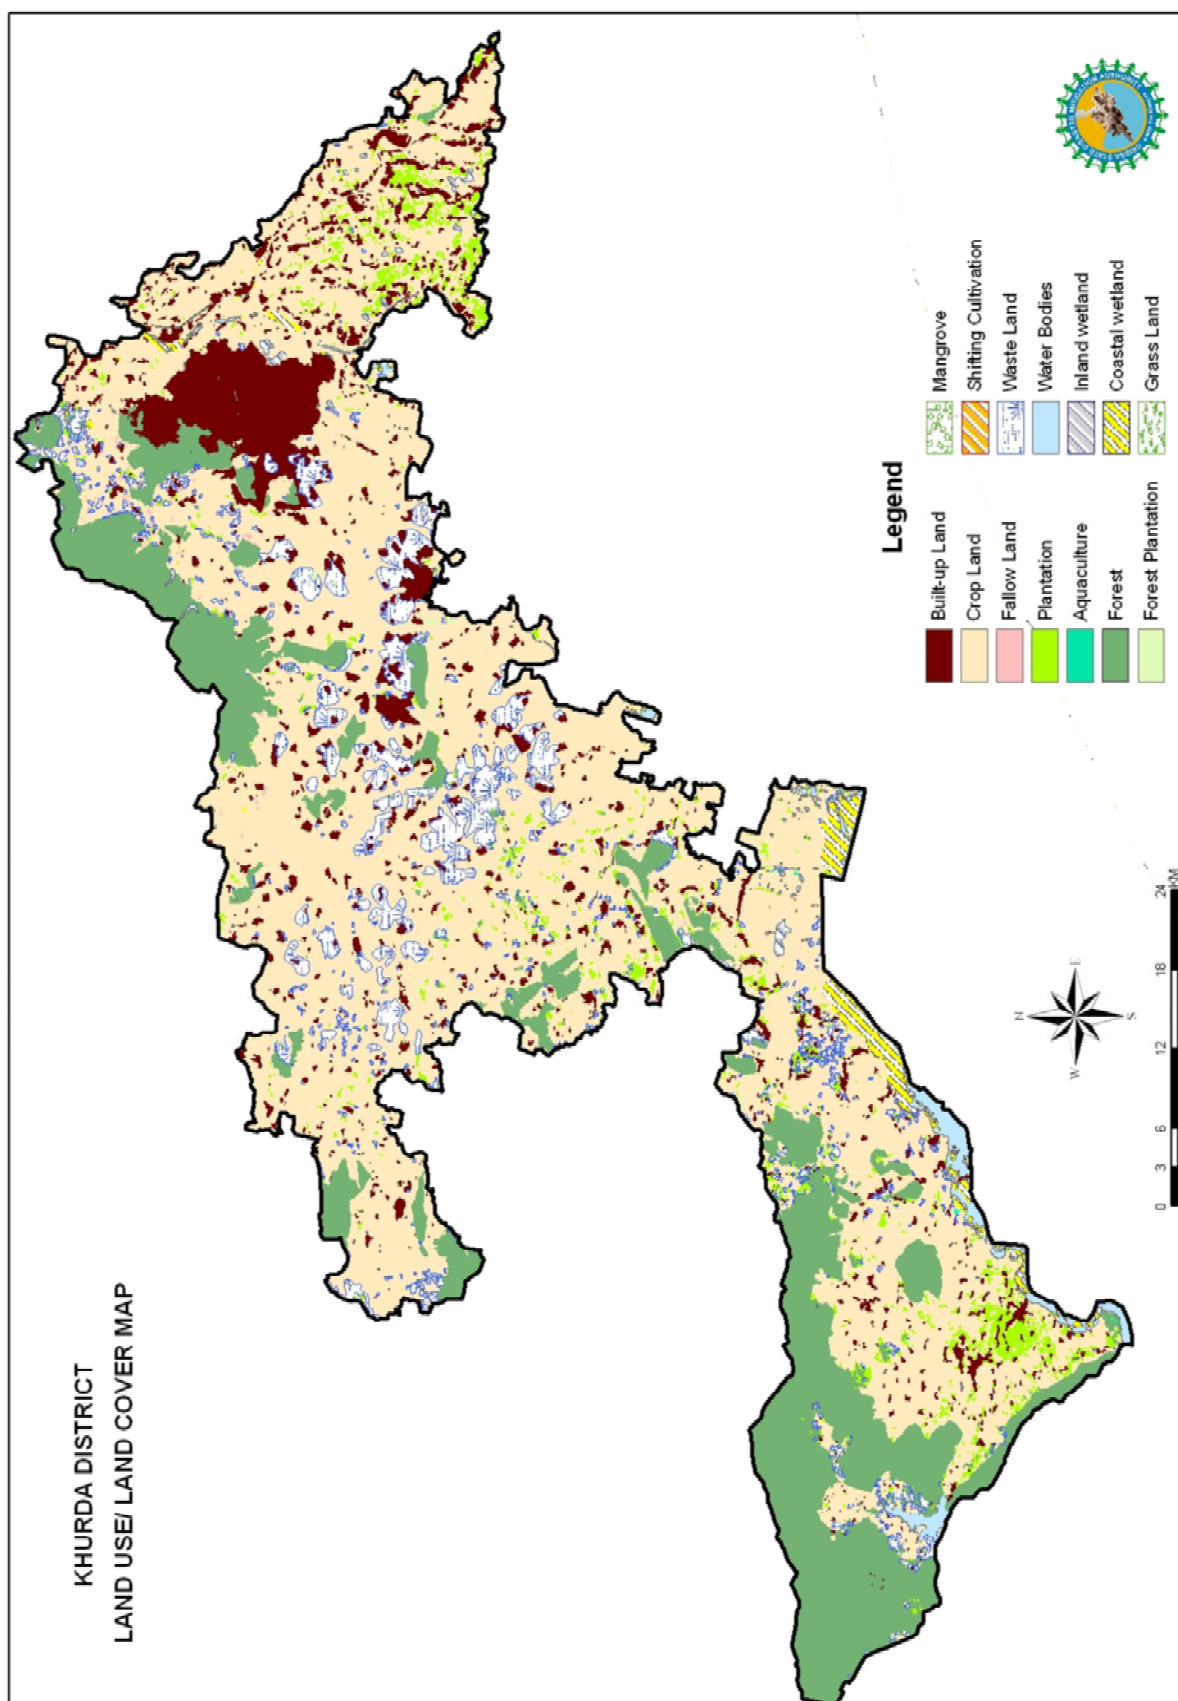 KHURDA DISTRICT
LAND USE/ LAND COVER MAP
Legend
Built-up Land
Crop Land
Fallow Land
Plantation
Aquaculture
Forest
Forest Plantation
Mangrove
Shifting Cultivation
Waste Land
Water Bodies
Inland wetland
Coastal wetland
Grass Land
N
W
E
S
0 3 6 12 18 24
KM